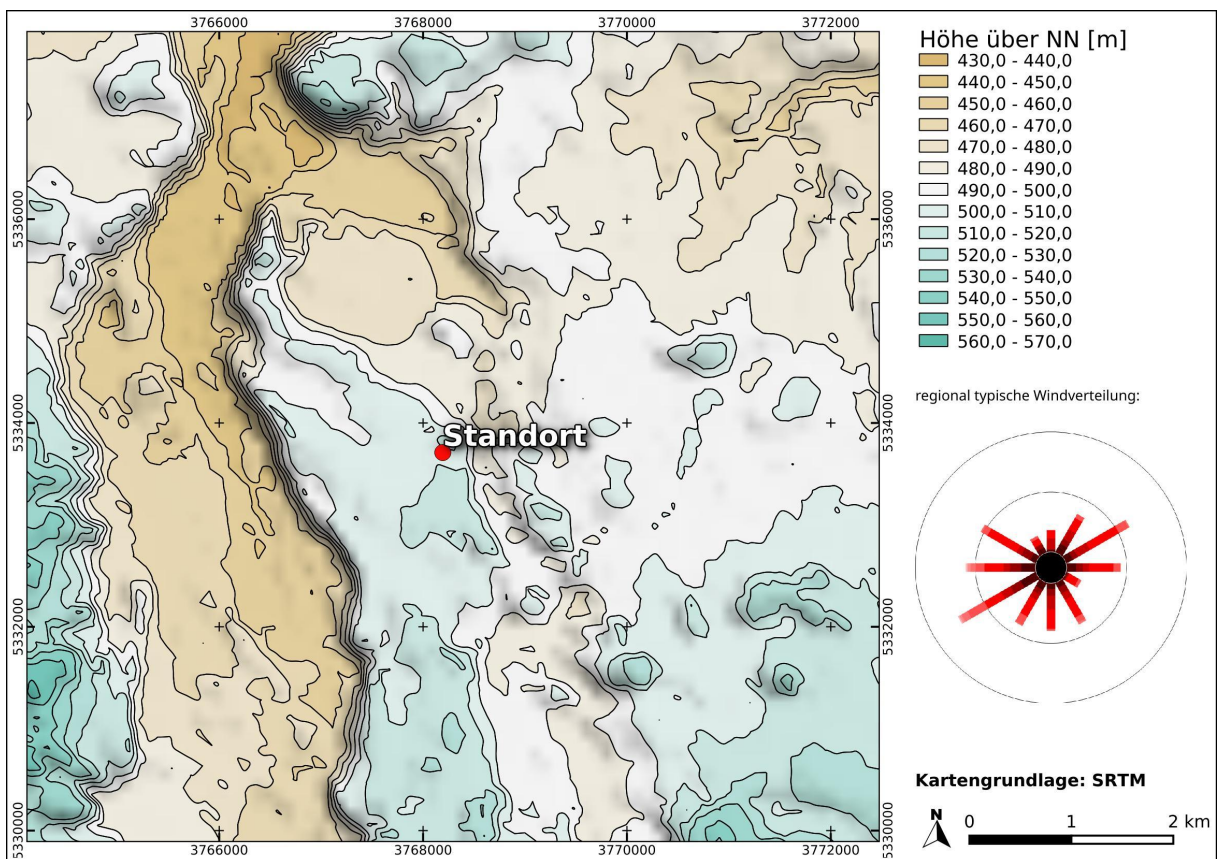 3766000 3768000 3770000 3772000
Höhe über NN [m]
430,0 - 440,0
440,0 - 450,0
450,0 - 460,0
460,0 - 470,0
470,0 - 480,0
480,0 - 490,0
490,0 - 500,0
500,0 - 510,0
510,0 - 520,0
520,0 - 530,0
530,0 - 540,0
540,0 - 550,0
550,0 - 560,0
560,0 - 570,0
5336000 5336000
regional typische Windverteilung:
5334000 5334000
Standort
5332000 5332000
Kartengrundlage: SRTM
5330000 5330000
N
0 1 2 km
3766000 3768000 3770000 3772000